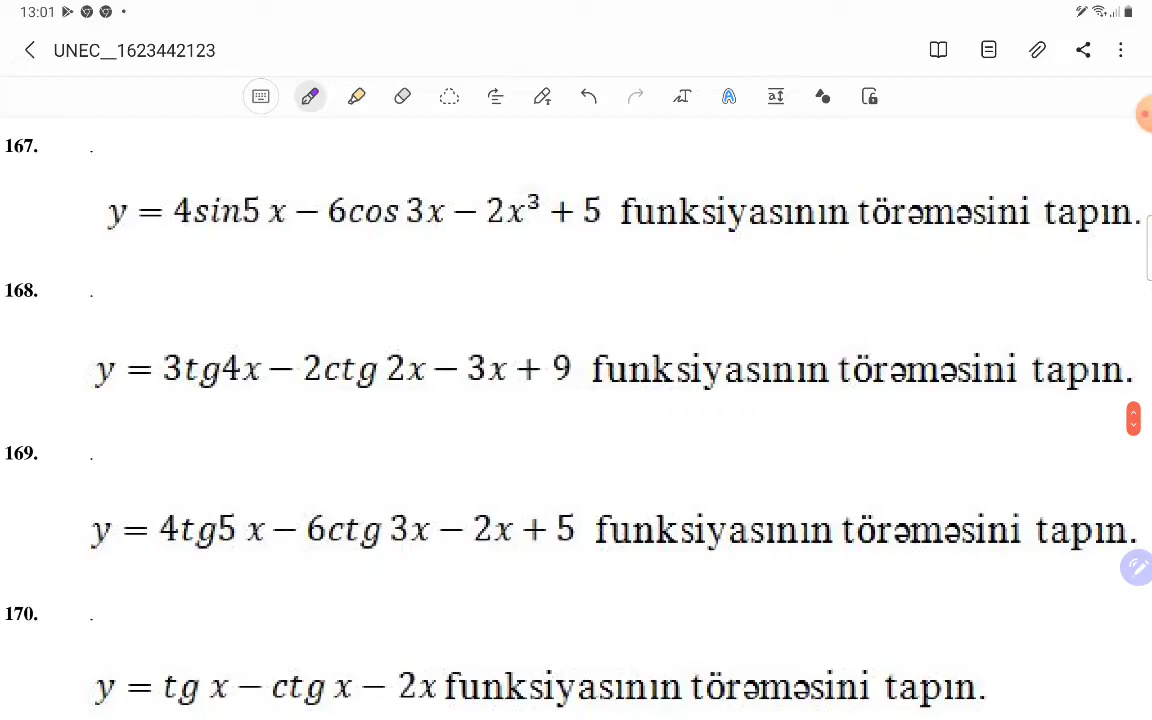 13:01
UNEC__1623442123
167. .
y = 4sin5 x − 6cos 3x − 2x³ + 5 funksiyasının törəməsini tapın.
168. .
y = 3tg4x − 2ctg 2x − 3x + 9 funksiyasının törəməsini tapın.
169. .
y = 4tg5 x − 6ctg 3x − 2x + 5 funksiyasının törəməsini tapın.
170. .
y = tg x − ctg x − 2x funksiyasının törəməsini tapın.